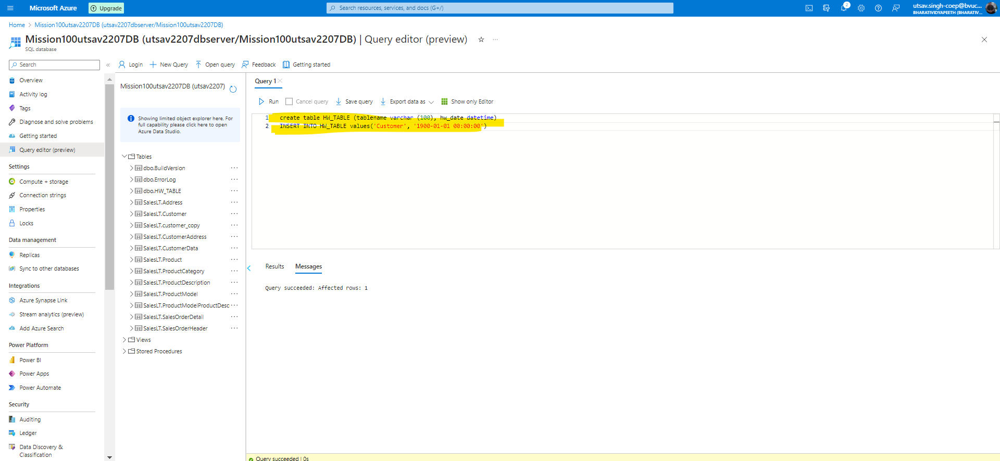 Microsoft Azure
Upgrade
Search resources, services, and docs (G+/)
2
utsav.singh-coep@bvuc...
BHARATIVIDYAPEETH (BHARATIV...
Home > Mission100utsav2207DB (utsav2207dbserver/Mission100utsav2207DB)
Mission100utsav2207DB (utsav2207dbserver/Mission100utsav2207DB) | Query editor (preview)
SQL database
Search
Overview
Activity log
Tags
Diagnose and solve problems
Getting started
Query editor (preview)
Settings
Compute + storage
Connection strings
Properties
Locks
Data management
Replicas
Sync to other databases
Integrations
Azure Synapse Link
Stream analytics (preview)
Add Azure Search
Power Platform
Power BI
Power Apps
Power Automate
Security
Auditing
Ledger
Data Discovery &
Classification
Login
New Query
Open query
Feedback
Getting started
Mission100utsav2207DB (utsav2207)
Showing limited object explorer here. For
full capability please click here to open
Azure Data Studio.
Tables
dbo.BuildVersion
dbo.ErrorLog
dbo.HW_TABLE
SalesLT.Address
SalesLT.Customer
SalesLT.customer_copy
SalesLT.CustomerAddress
SalesLT.CustomerData
SalesLT.Product
SalesLT.ProductCategory
SalesLT.ProductDescription
SalesLT.ProductModel
SalesLT.ProductModelProductDesc
SalesLT.SalesOrderDetail
SalesLT.SalesOrderHeader
Views
Stored Procedures
Query 1
Run
Cancel query
Save query
Export data as
Show only Editor
1 create table HW_TABLE (tablename varchar (100), hw_date datetime)
2 INSERT INTO HW_TABLE values('Customer', '1900-01-01 00:00:00')
Results
Messages
Query succeeded: Affected rows: 1
Query succeeded | 0s